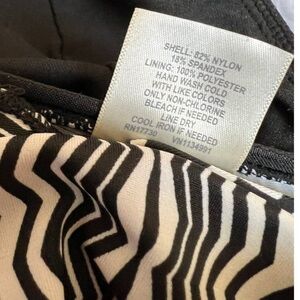 SHELL: 82% NYLON
18% SPANDEX
LINING: 100% POLYESTER
HAND WASH COLD
WITH LIKE COLORS
ONLY NON-CHLORINE
BLEACH IF NEEDED
LINE DRY
COOL IRON IF NEEDED
RN17730 VN1134991